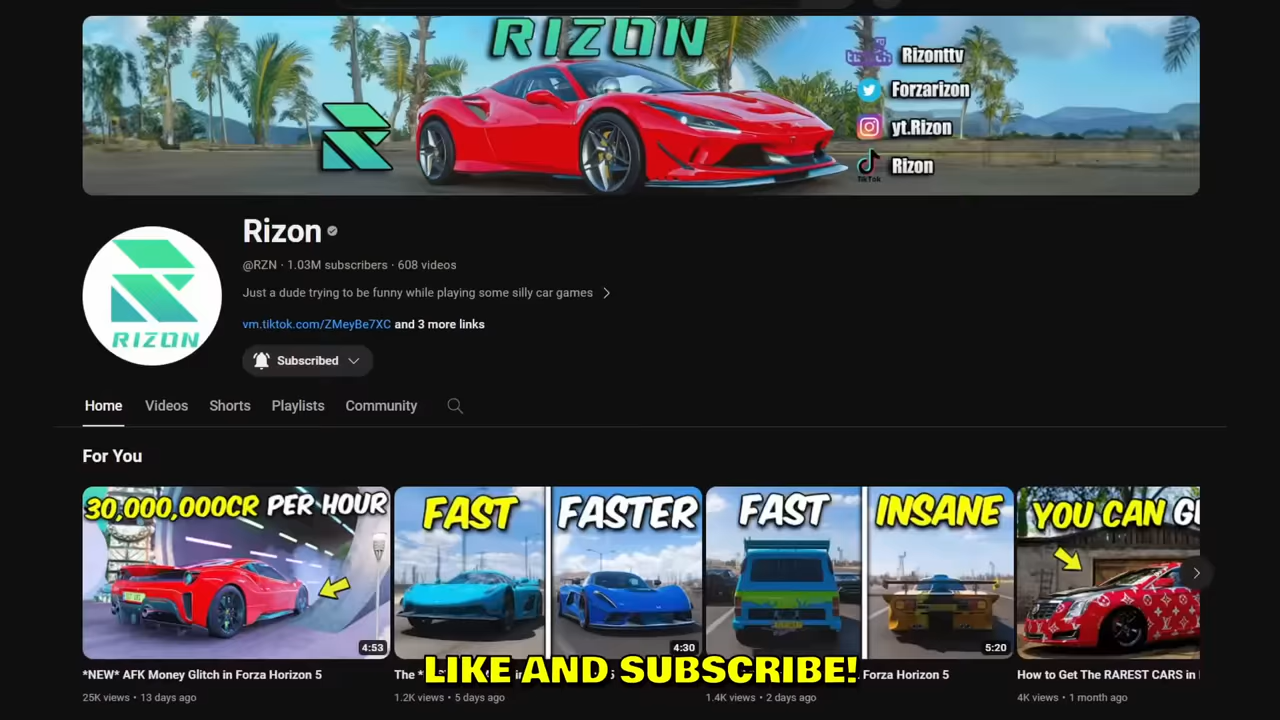 RIZON
Rizonttv
Forzarizon
yt.Rizon
TikTok
Rizon
RIZON
Rizon
@RZN · 1.03M subscribers · 608 videos
Just a dude trying to be funny while playing some silly car games
vm.tiktok.com/ZMeyBe7XC and 3 more links
Subscribed
Home Videos Shorts Playlists Community
For You
30,000,000CR PER HOUR
FAST FASTER
FAST INSANE
YOU CAN
4:53
4:30
5:20
*NEW* AFK Money Glitch in Forza Horizon 5
The
Forza Horizon 5
How to Get The RAREST CARS in
LIKE AND SUBSCRIBE!
25K views • 13 days ago
1.2K views • 5 days ago
1.4K views • 2 days ago
4K views • 1 month ago